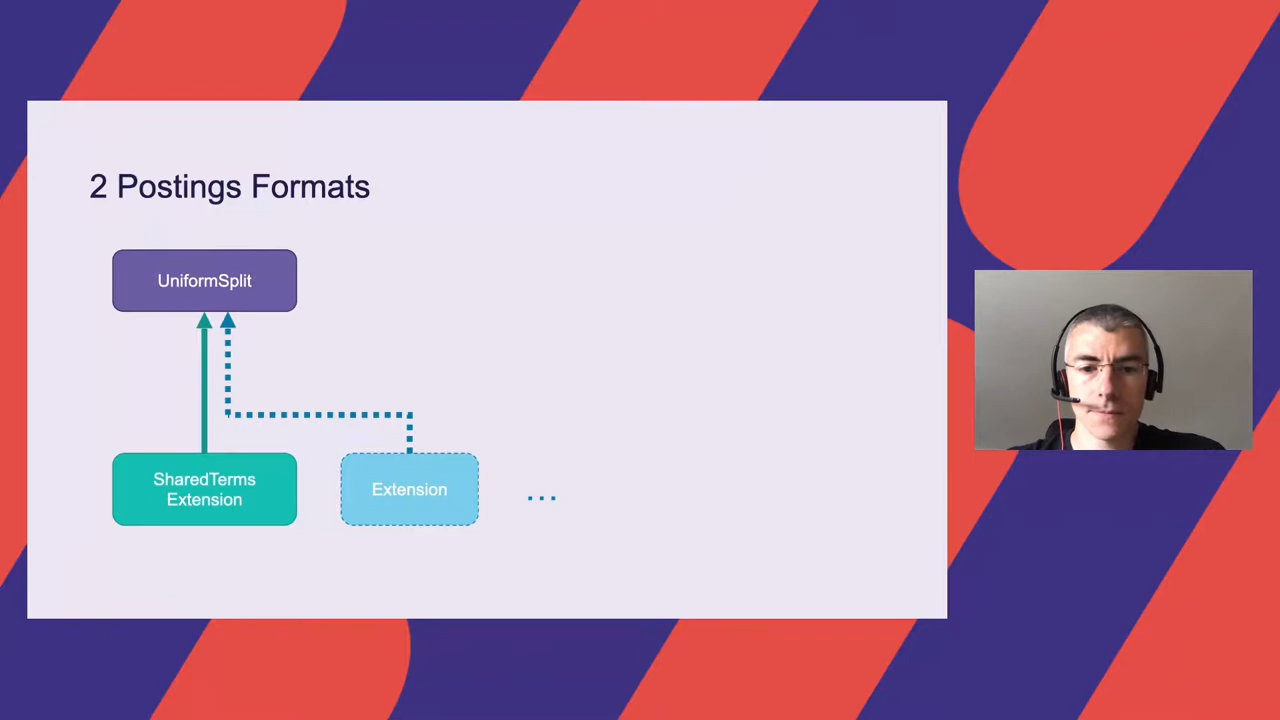 2 Postings Formats
UniformSplit
SharedTerms
Extension
Extension
...